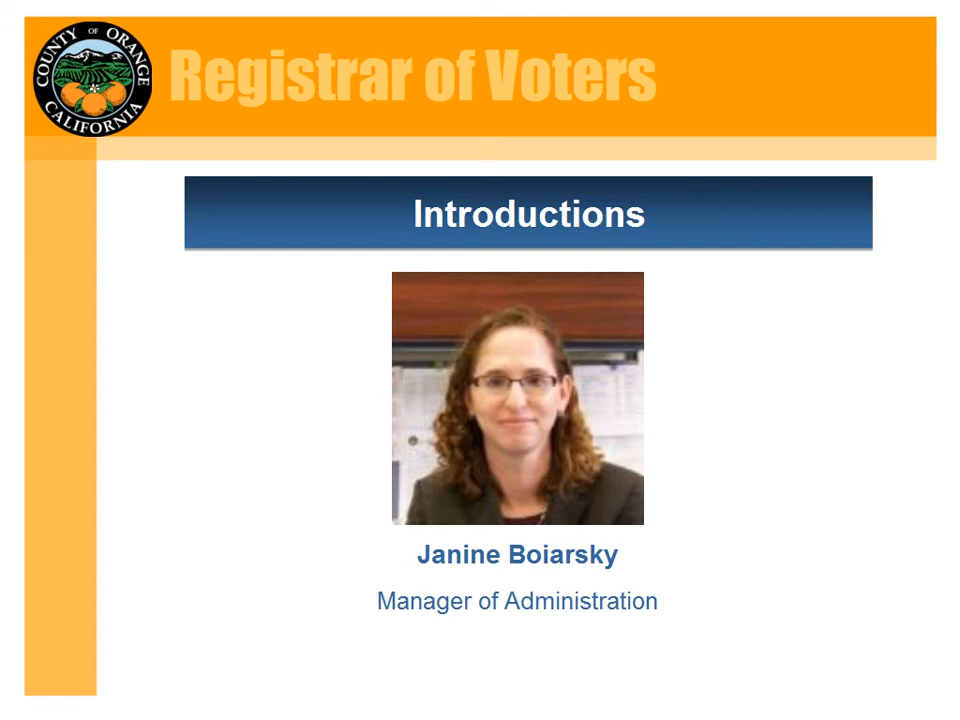 COUNTY OF ORANGE
CALIFORNIA
Registrar of Voters
Introductions
Janine Boiarsky
Manager of Administration